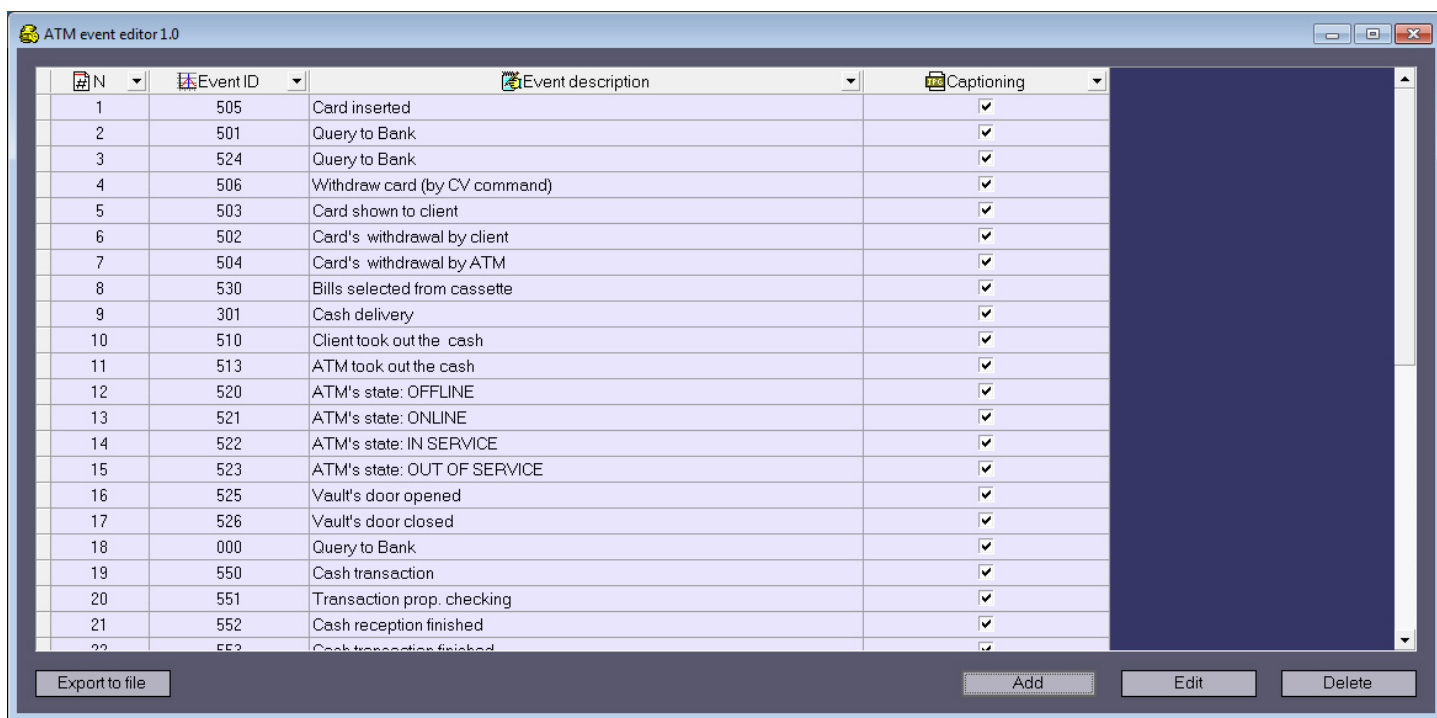 ATM event editor 1.0
N Event ID Event description Captioning
1 505 Card inserted
2 501 Query to Bank
3 524 Query to Bank
4 506 Withdraw card (by CV command)
5 503 Card shown to client
6 502 Card's withdrawal by client
7 504 Card's withdrawal by ATM
8 530 Bills selected from cassette
9 301 Cash delivery
10 510 Client took out the cash
11 513 ATM took out the cash
12 520 ATM's state: OFFLINE
13 521 ATM's state: ONLINE
14 522 ATM's state: IN SERVICE
15 523 ATM's state: OUT OF SERVICE
16 525 Vault's door opened
17 526 Vault's door closed
18 000 Query to Bank
19 550 Cash transaction
20 551 Transaction prop. checking
21 552 Cash reception finished
22 553 Cash transaction finished
Export to file Add Edit Delete